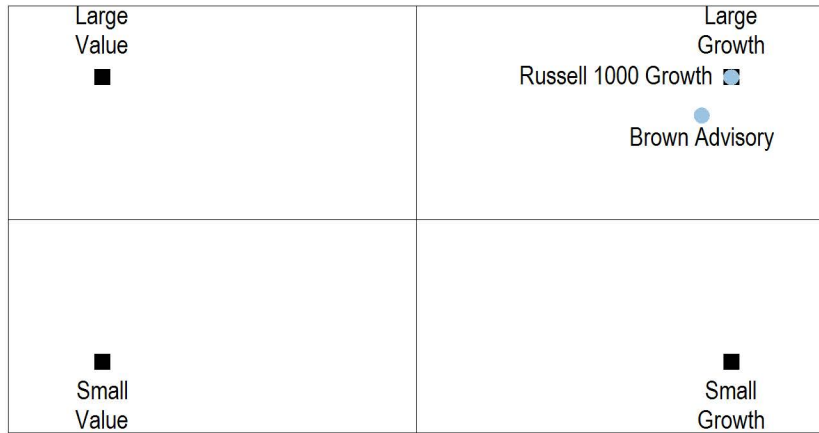 Large
Value
Large
Growth
Russell 1000 Growth
Brown Advisory
Small
Value
Small
Growth